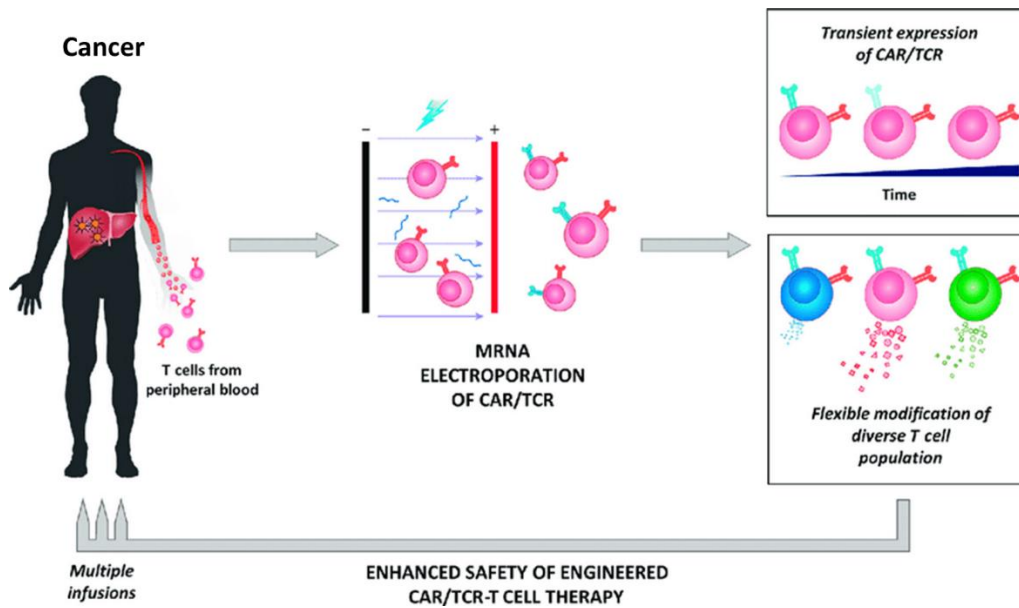 Cancer
T cells from
peripheral blood
−
+
MRNA
ELECTROPORATION
OF CAR/TCR
Transient expression
of CAR/TCR
Time
Flexible modification of
diverse T cell
population
Multiple
infusions
ENHANCED SAFETY OF ENGINEERED
CAR/TCR-T CELL THERAPY